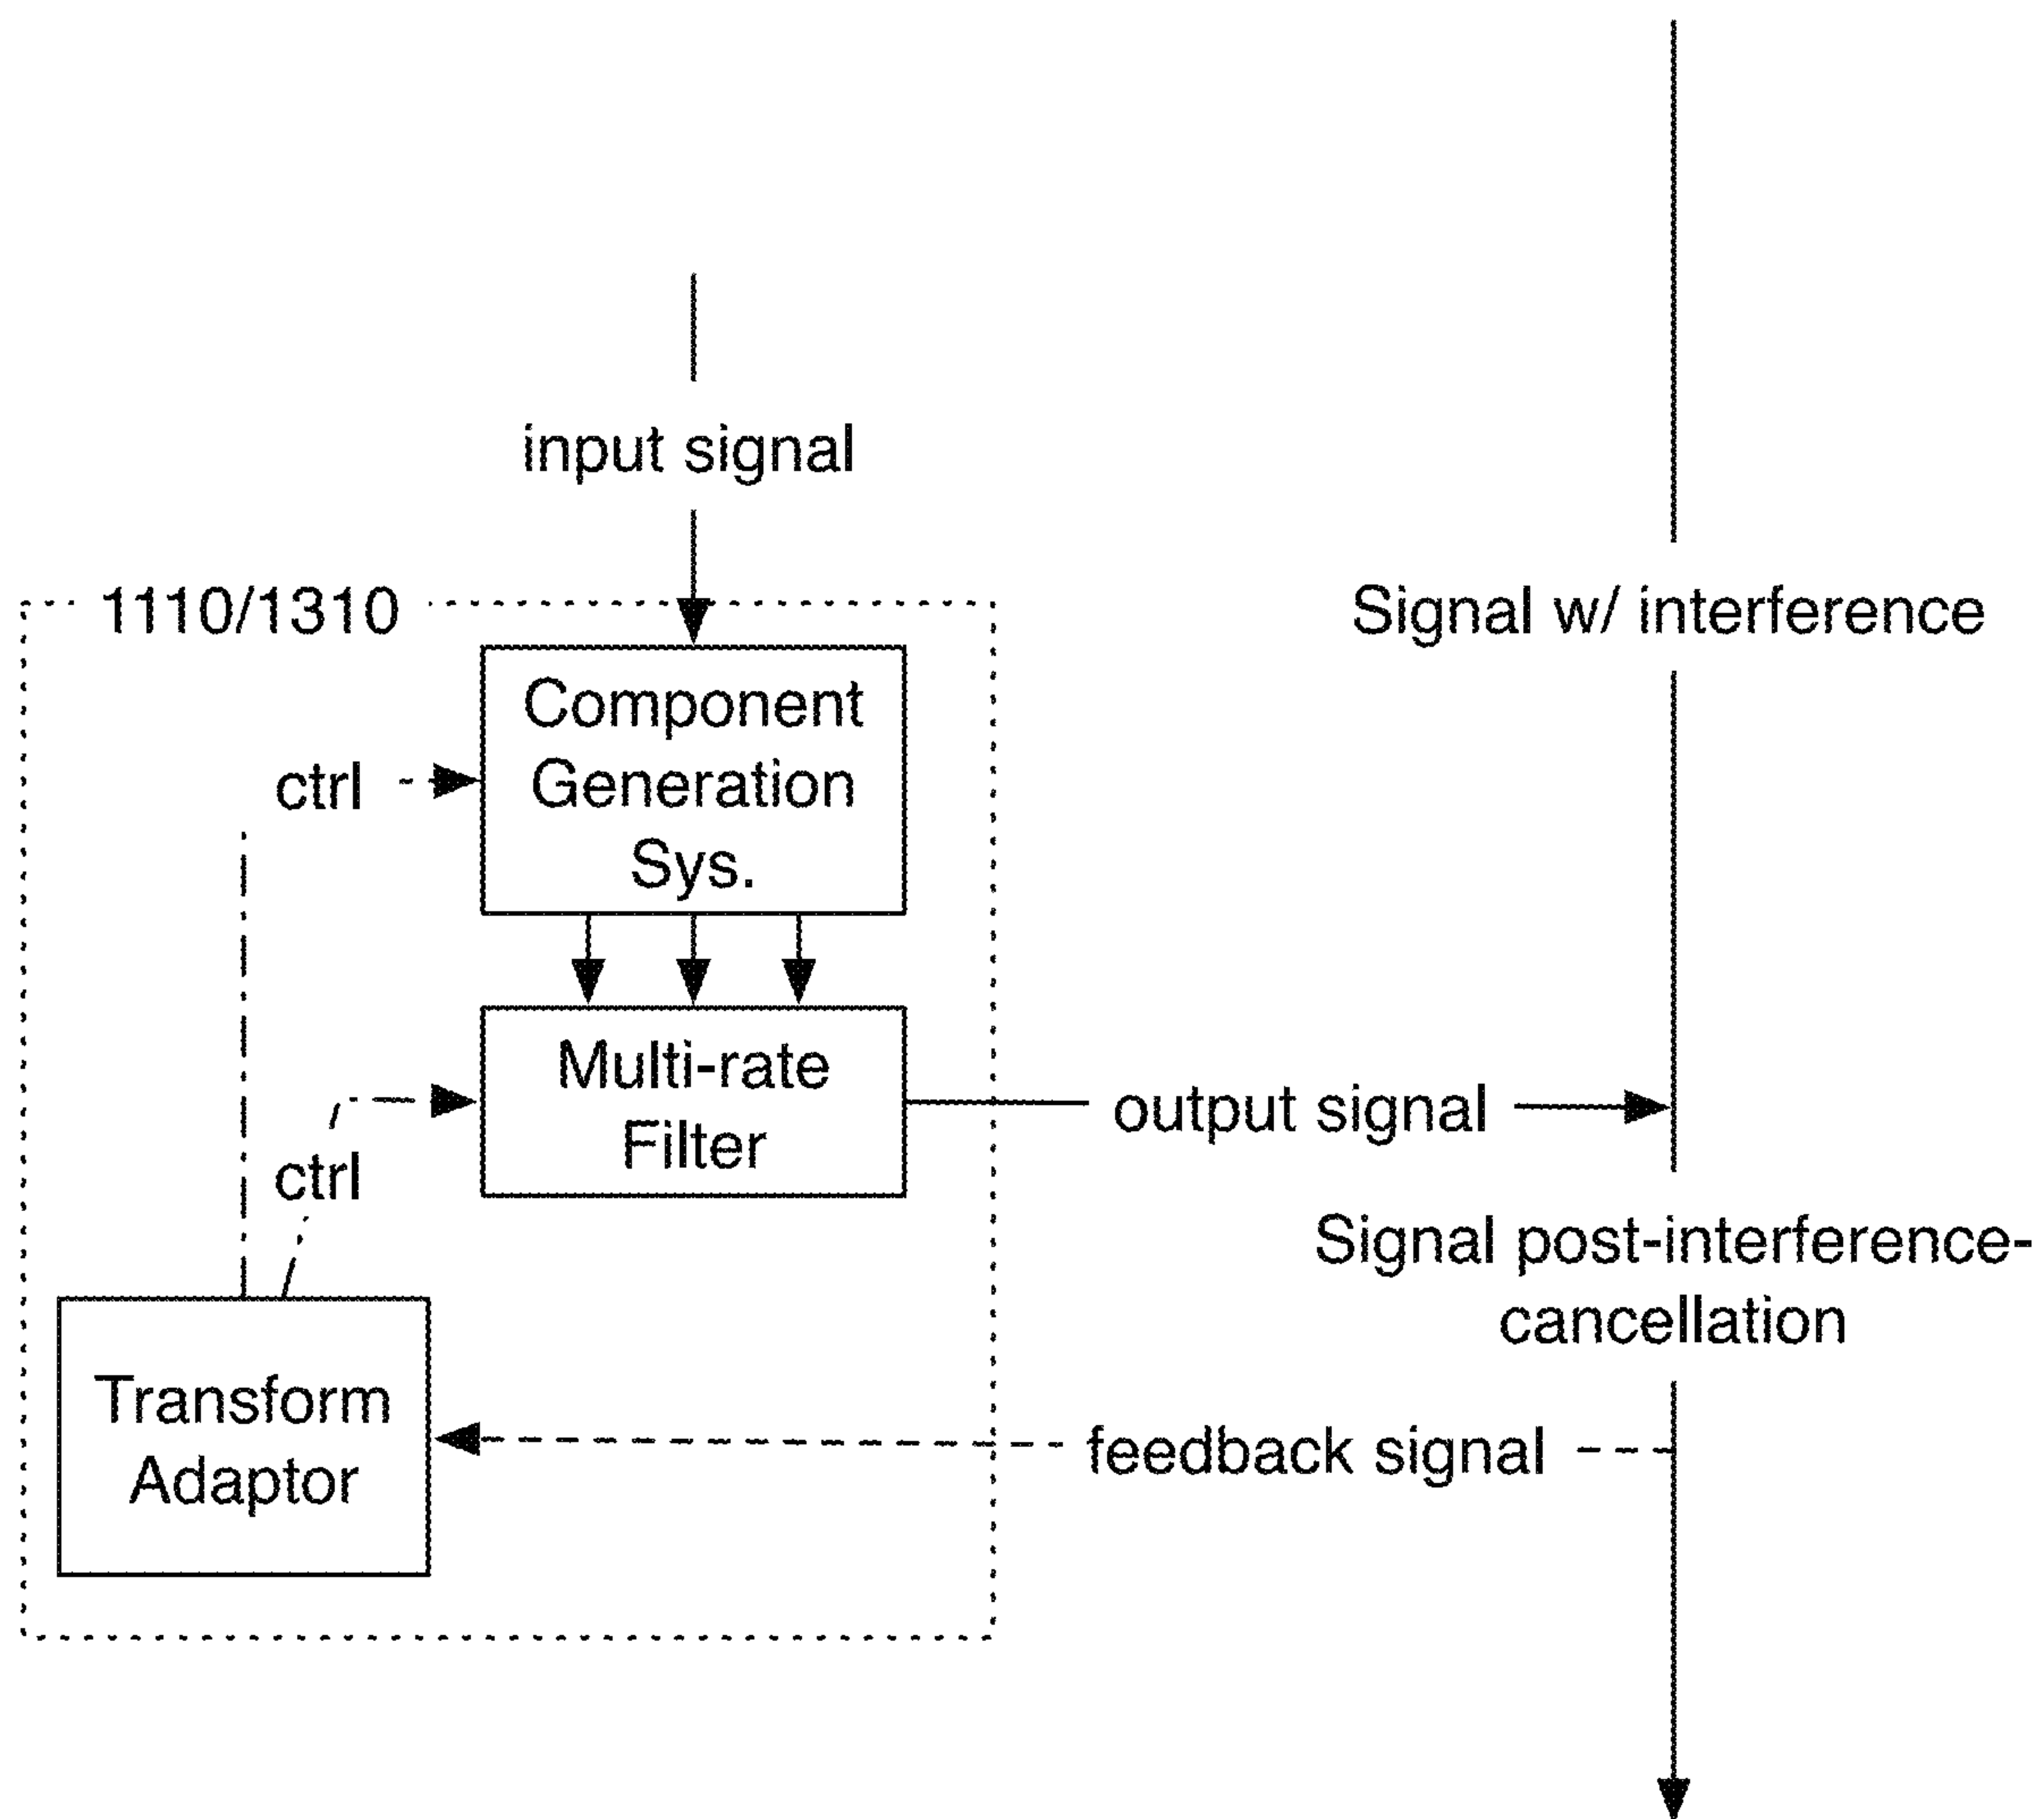 input signal
1110/1310
Signal w/ interference
Component
Generation
Sys.
ctrl
Multi-rate
Filter
output signal
ctrl
Signal post-interference-
cancellation
Transform
Adaptor
feedback signal